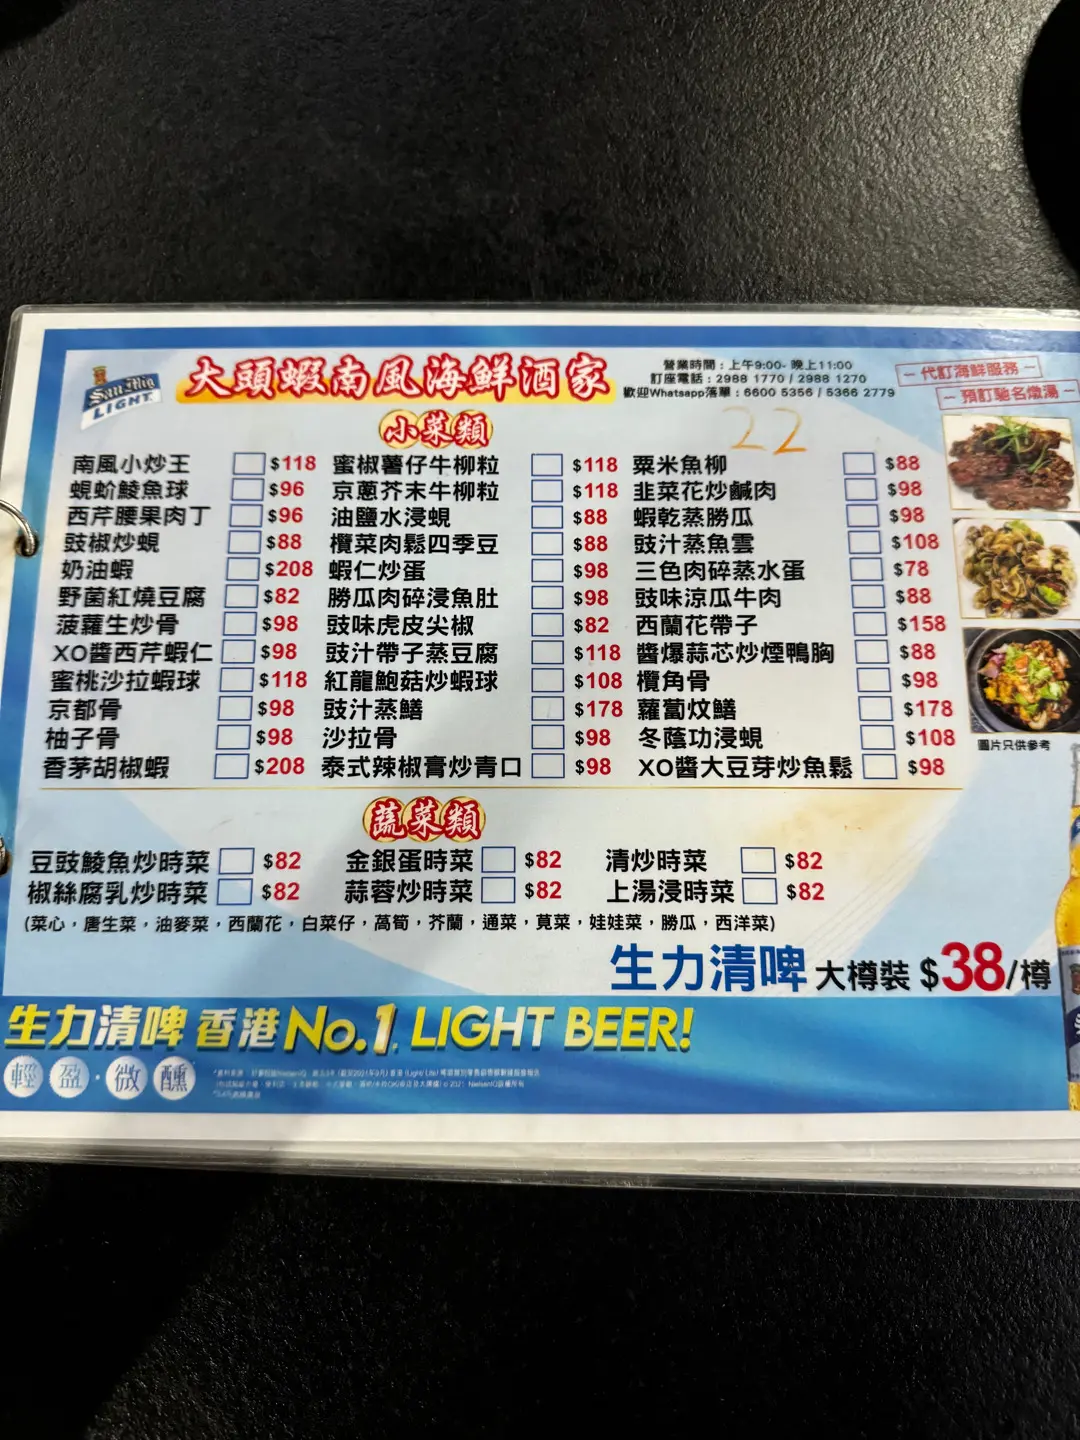 San Mig
LIGHT
大頭蝦南風海鮮酒家
營業時間：上午9:00- 晚上11:00
訂座電話：2988 1770 / 2988 1270
歡迎Whatsapp落單：6600 5356 / 5366 2779
－ 代訂海鮮服務 －
－ 預訂馳名燉湯 －
22
小菜類
南風小炒王 $118 蜜椒薯仔牛柳粒 $118 粟米魚柳 $88
蜆蚧鯪魚球 $96 京蔥芥末牛柳粒 $118 韭菜花炒鹹肉 $98
西芹腰果肉丁 $96 油鹽水浸蜆 $88 蝦乾蒸勝瓜 $98
豉椒炒蜆 $88 欖菜肉鬆四季豆 $88 豉汁蒸魚雲 $108
奶油蝦 $208 蝦仁炒蛋 $98 三色肉碎蒸水蛋 $78
野菌紅燒豆腐 $82 勝瓜肉碎浸魚肚 $98 豉味涼瓜牛肉 $88
菠蘿生炒骨 $98 豉味虎皮尖椒 $82 西蘭花帶子 $158
XO醬西芹蝦仁 $98 豉汁帶子蒸豆腐 $118 醬爆蒜芯炒煙鴨胸 $88
蜜桃沙拉蝦球 $118 紅龍鮑菇炒蝦球 $108 欖角骨 $98
京都骨 $98 豉汁蒸鱔 $178 蘿蔔炆鱔 $178
柚子骨 $98 沙拉骨 $98 冬蔭功浸蜆 $108
香茅胡椒蝦 $208 泰式辣椒膏炒青口 $98 XO醬大豆芽炒魚鬆 $98
圖片只供參考
蔬菜類
豆豉鯪魚炒時菜 $82 金銀蛋時菜 $82 清炒時菜 $82
椒絲腐乳炒時菜 $82 蒜蓉炒時菜 $82 上湯浸時菜 $82
(菜心，唐生菜，油麥菜，西蘭花，白菜仔，萵筍，芥蘭，通菜，莧菜，娃娃菜，勝瓜，西洋菜)
生力清啤 大樽裝 $38/樽
生力清啤 香港No.1 LIGHT BEER!
輕盈·微醺